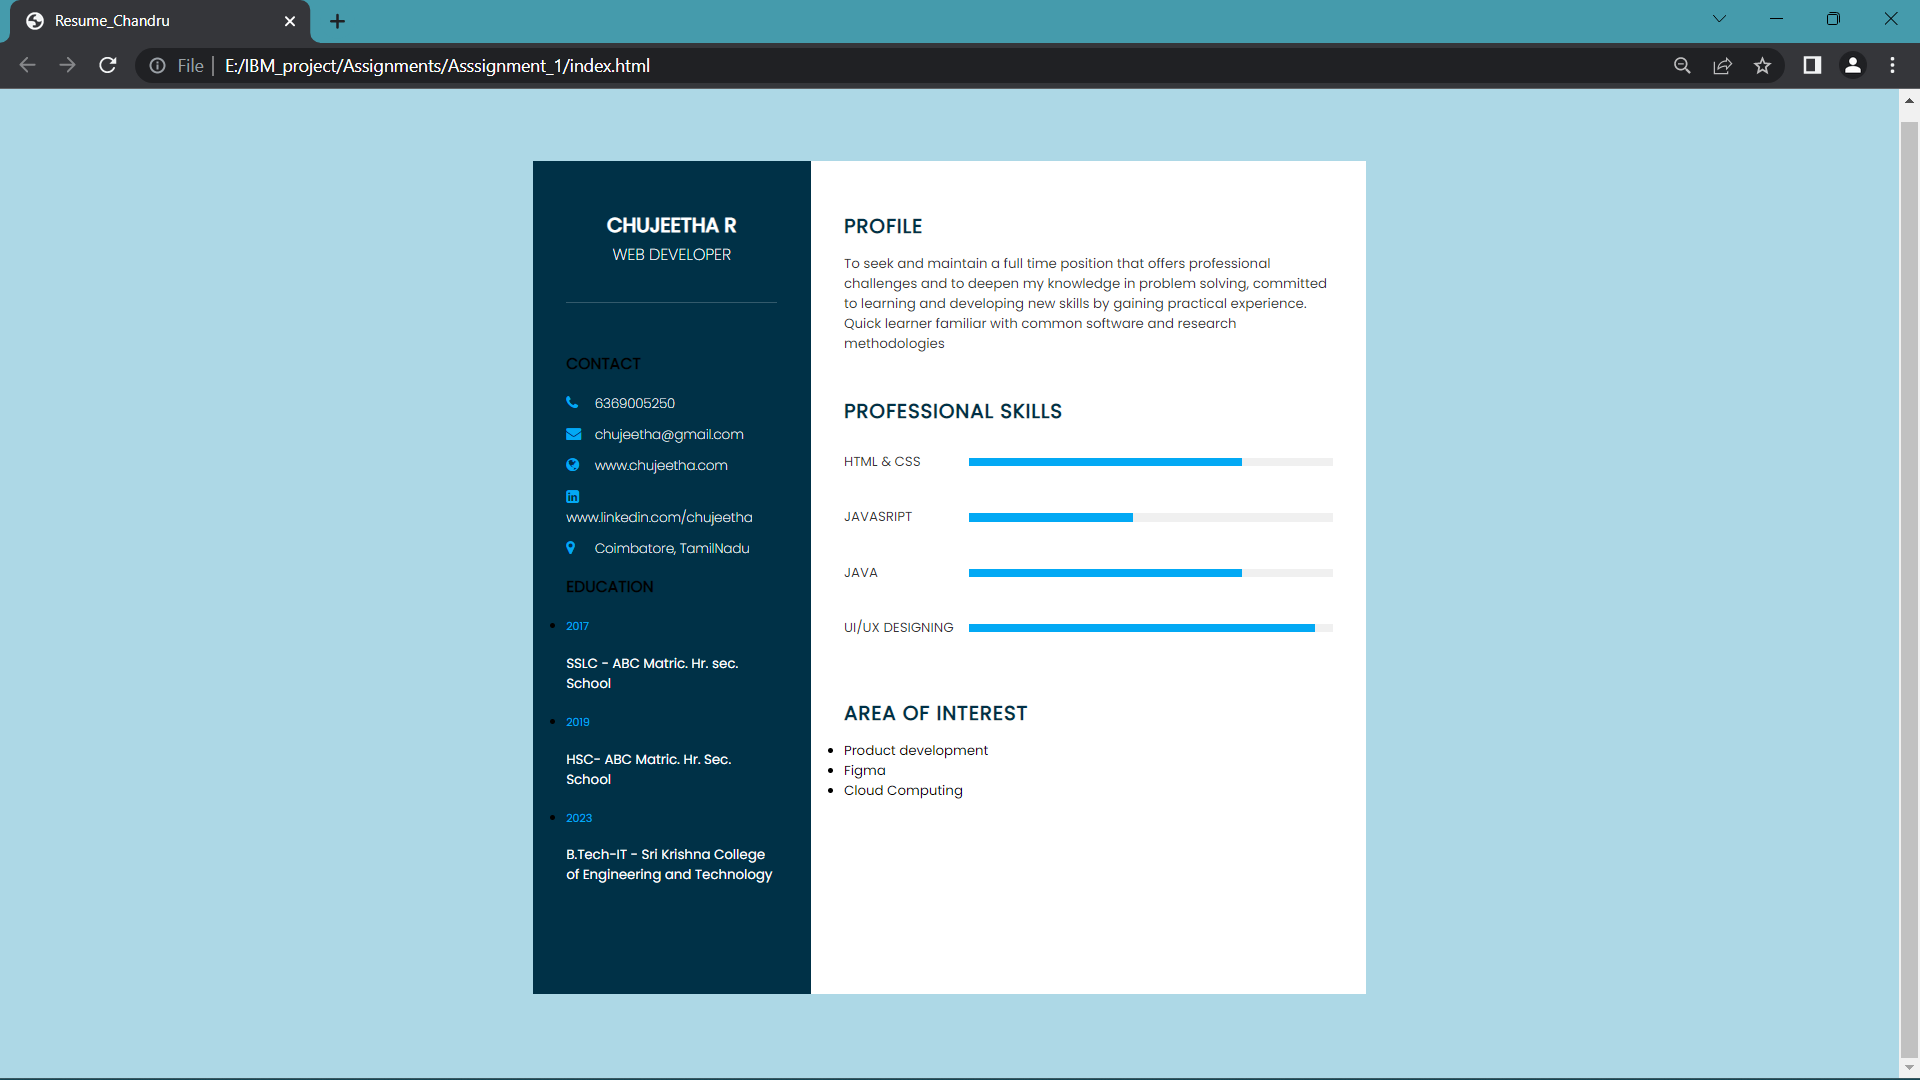 Resume_Chandru
File
E:/IBM_project/Assignments/Asssignment_1/index.html
CHUJEETHA R
WEB DEVELOPER
CONTACT
6369005250
chujeetha@gmail.com
www.chujeetha.com
www.linkedin.com/chujeetha
Coimbatore, TamilNadu
EDUCATION
2017
SSLC - ABC Matric. Hr. sec.
School
2019
HSC- ABC Matric. Hr. Sec.
School
2023
B.Tech-IT - Sri Krishna College
of Engineering and Technology
PROFILE
To seek and maintain a full time position that offers professional
challenges and to deepen my knowledge in problem solving, committed
to learning and developing new skills by gaining practical experience.
Quick learner familiar with common software and research
methodologies
PROFESSIONAL SKILLS
HTML & CSS
JAVASRIPT
JAVA
UI/UX DESIGNING
AREA OF INTEREST
Product development
Figma
Cloud Computing